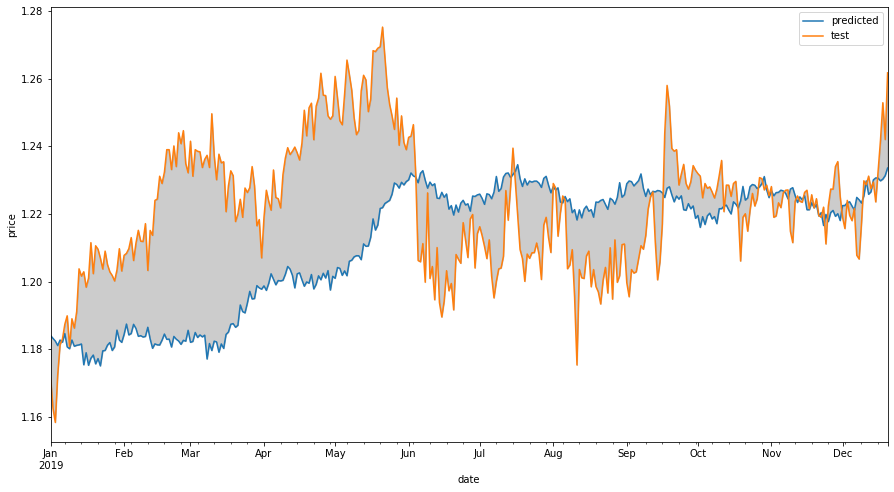 1.28
1.26
1.24
1.22
1.20
1.18
1.16
price
predicted
test
Jan Feb Mar Apr May Jun Jul Aug Sep Oct Nov Dec
2019
date